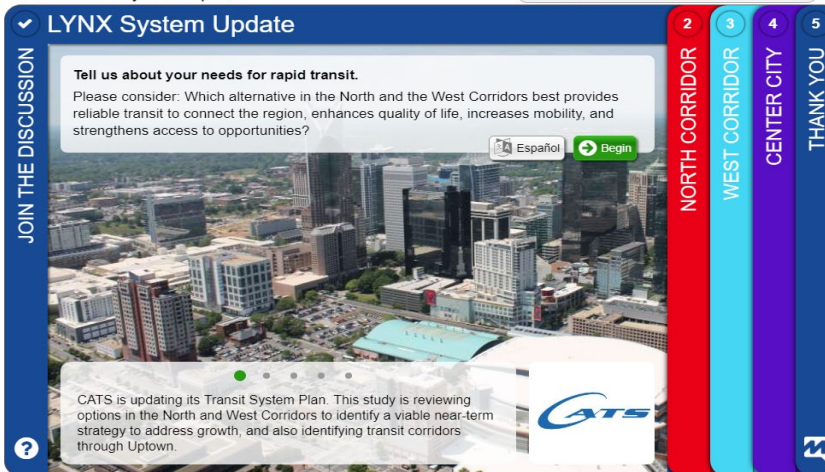 LYNX System Update
JOIN THE DISCUSSION
Tell us about your needs for rapid transit.
Please consider: Which alternative in the North and the West Corridors best provides
reliable transit to connect the region, enhances quality of life, increases mobility, and
strengthens access to opportunities?
Español
Begin
CATS is updating its Transit System Plan. This study is reviewing
options in the North and West Corridors to identify a viable near-term
strategy to address growth, and also identifying transit corridors
through Uptown.
CATS
?
2
NORTH CORRIDOR
3
WEST CORRIDOR
4
CENTER CITY
5
THANK YOU